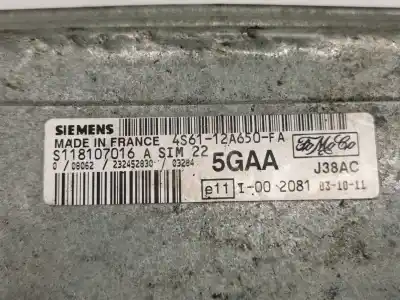 SIEMENS
MADE IN FRANCE 4S61-12A650-FA
S118107016 A SIM 22
0 / 08062 / 232452830 / 03284
5GAA
FoMoCo
J38AC
e11 I-00 2081 03-10-11